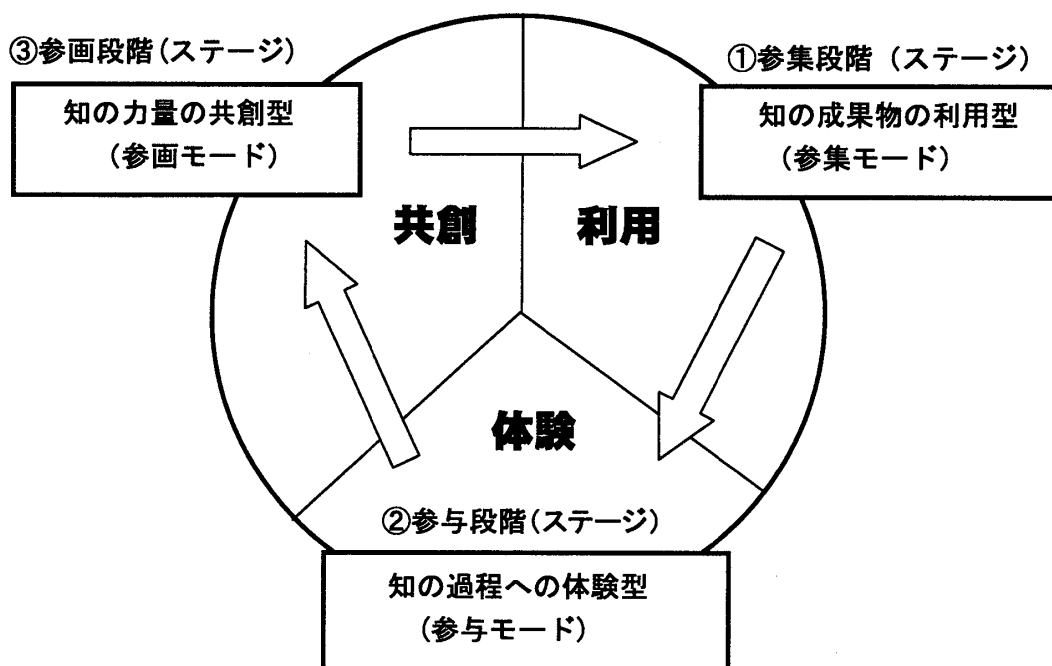 ③参画段階(ステージ)
知の力量の共創型
(参画モード)
①参集段階 (ステージ)
知の成果物の利用型
(参集モード)
共創
利用
体験
②参与段階(ステージ)
知の過程への体験型
(参与モード)